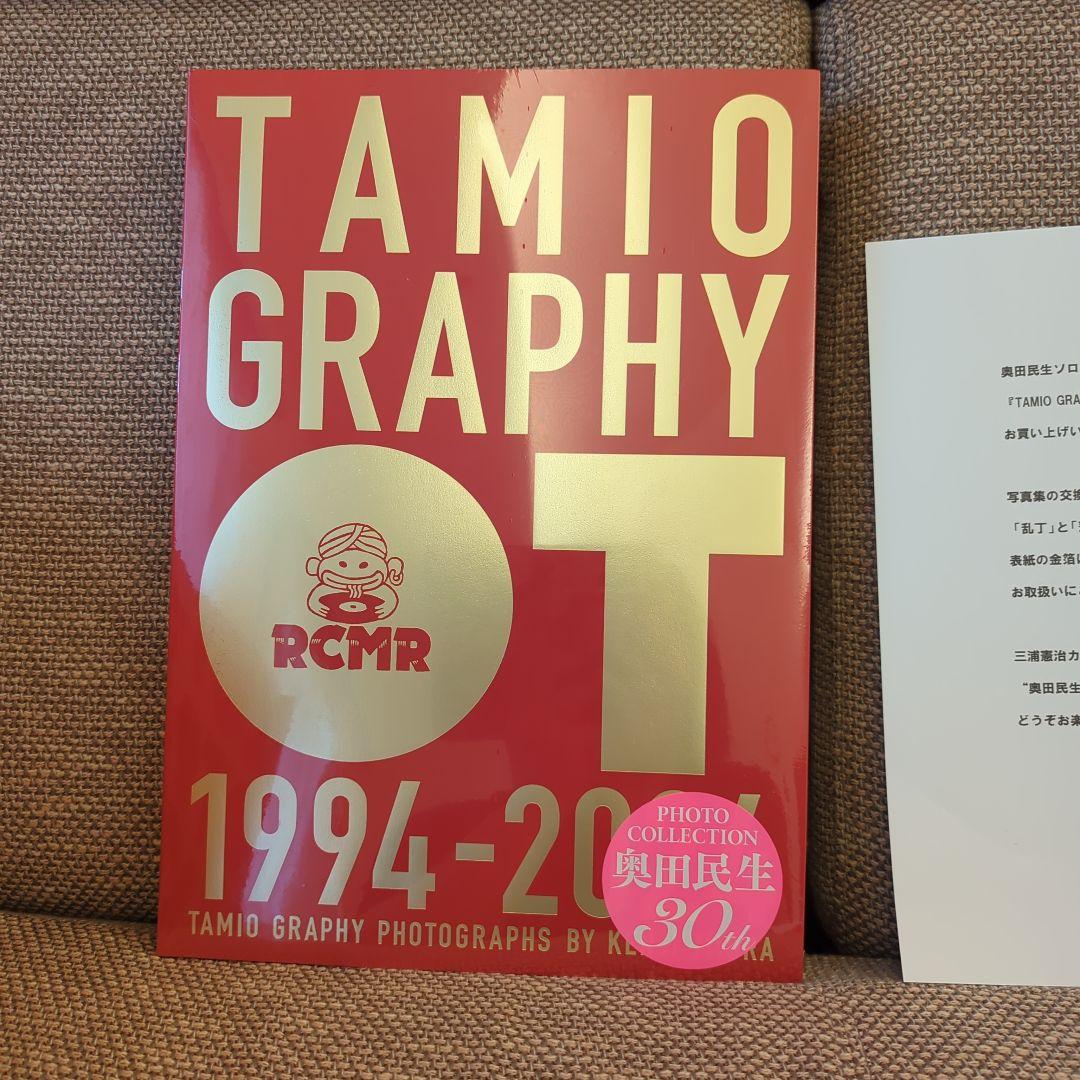 TAMIO
GRAPHY
OT
RCMR
1994-20
PHOTO
COLLECTION
奥田民生
30th
TAMIO GRAPHY PHOTOGRAPHS BY
奥田民生ソロ
『TAMIO GRA
お買い上げい
写真集の交換
「乱丁」と「
表紙の金箔に
お取扱いに
三浦憲治カ
“奥田民生
どうぞお楽